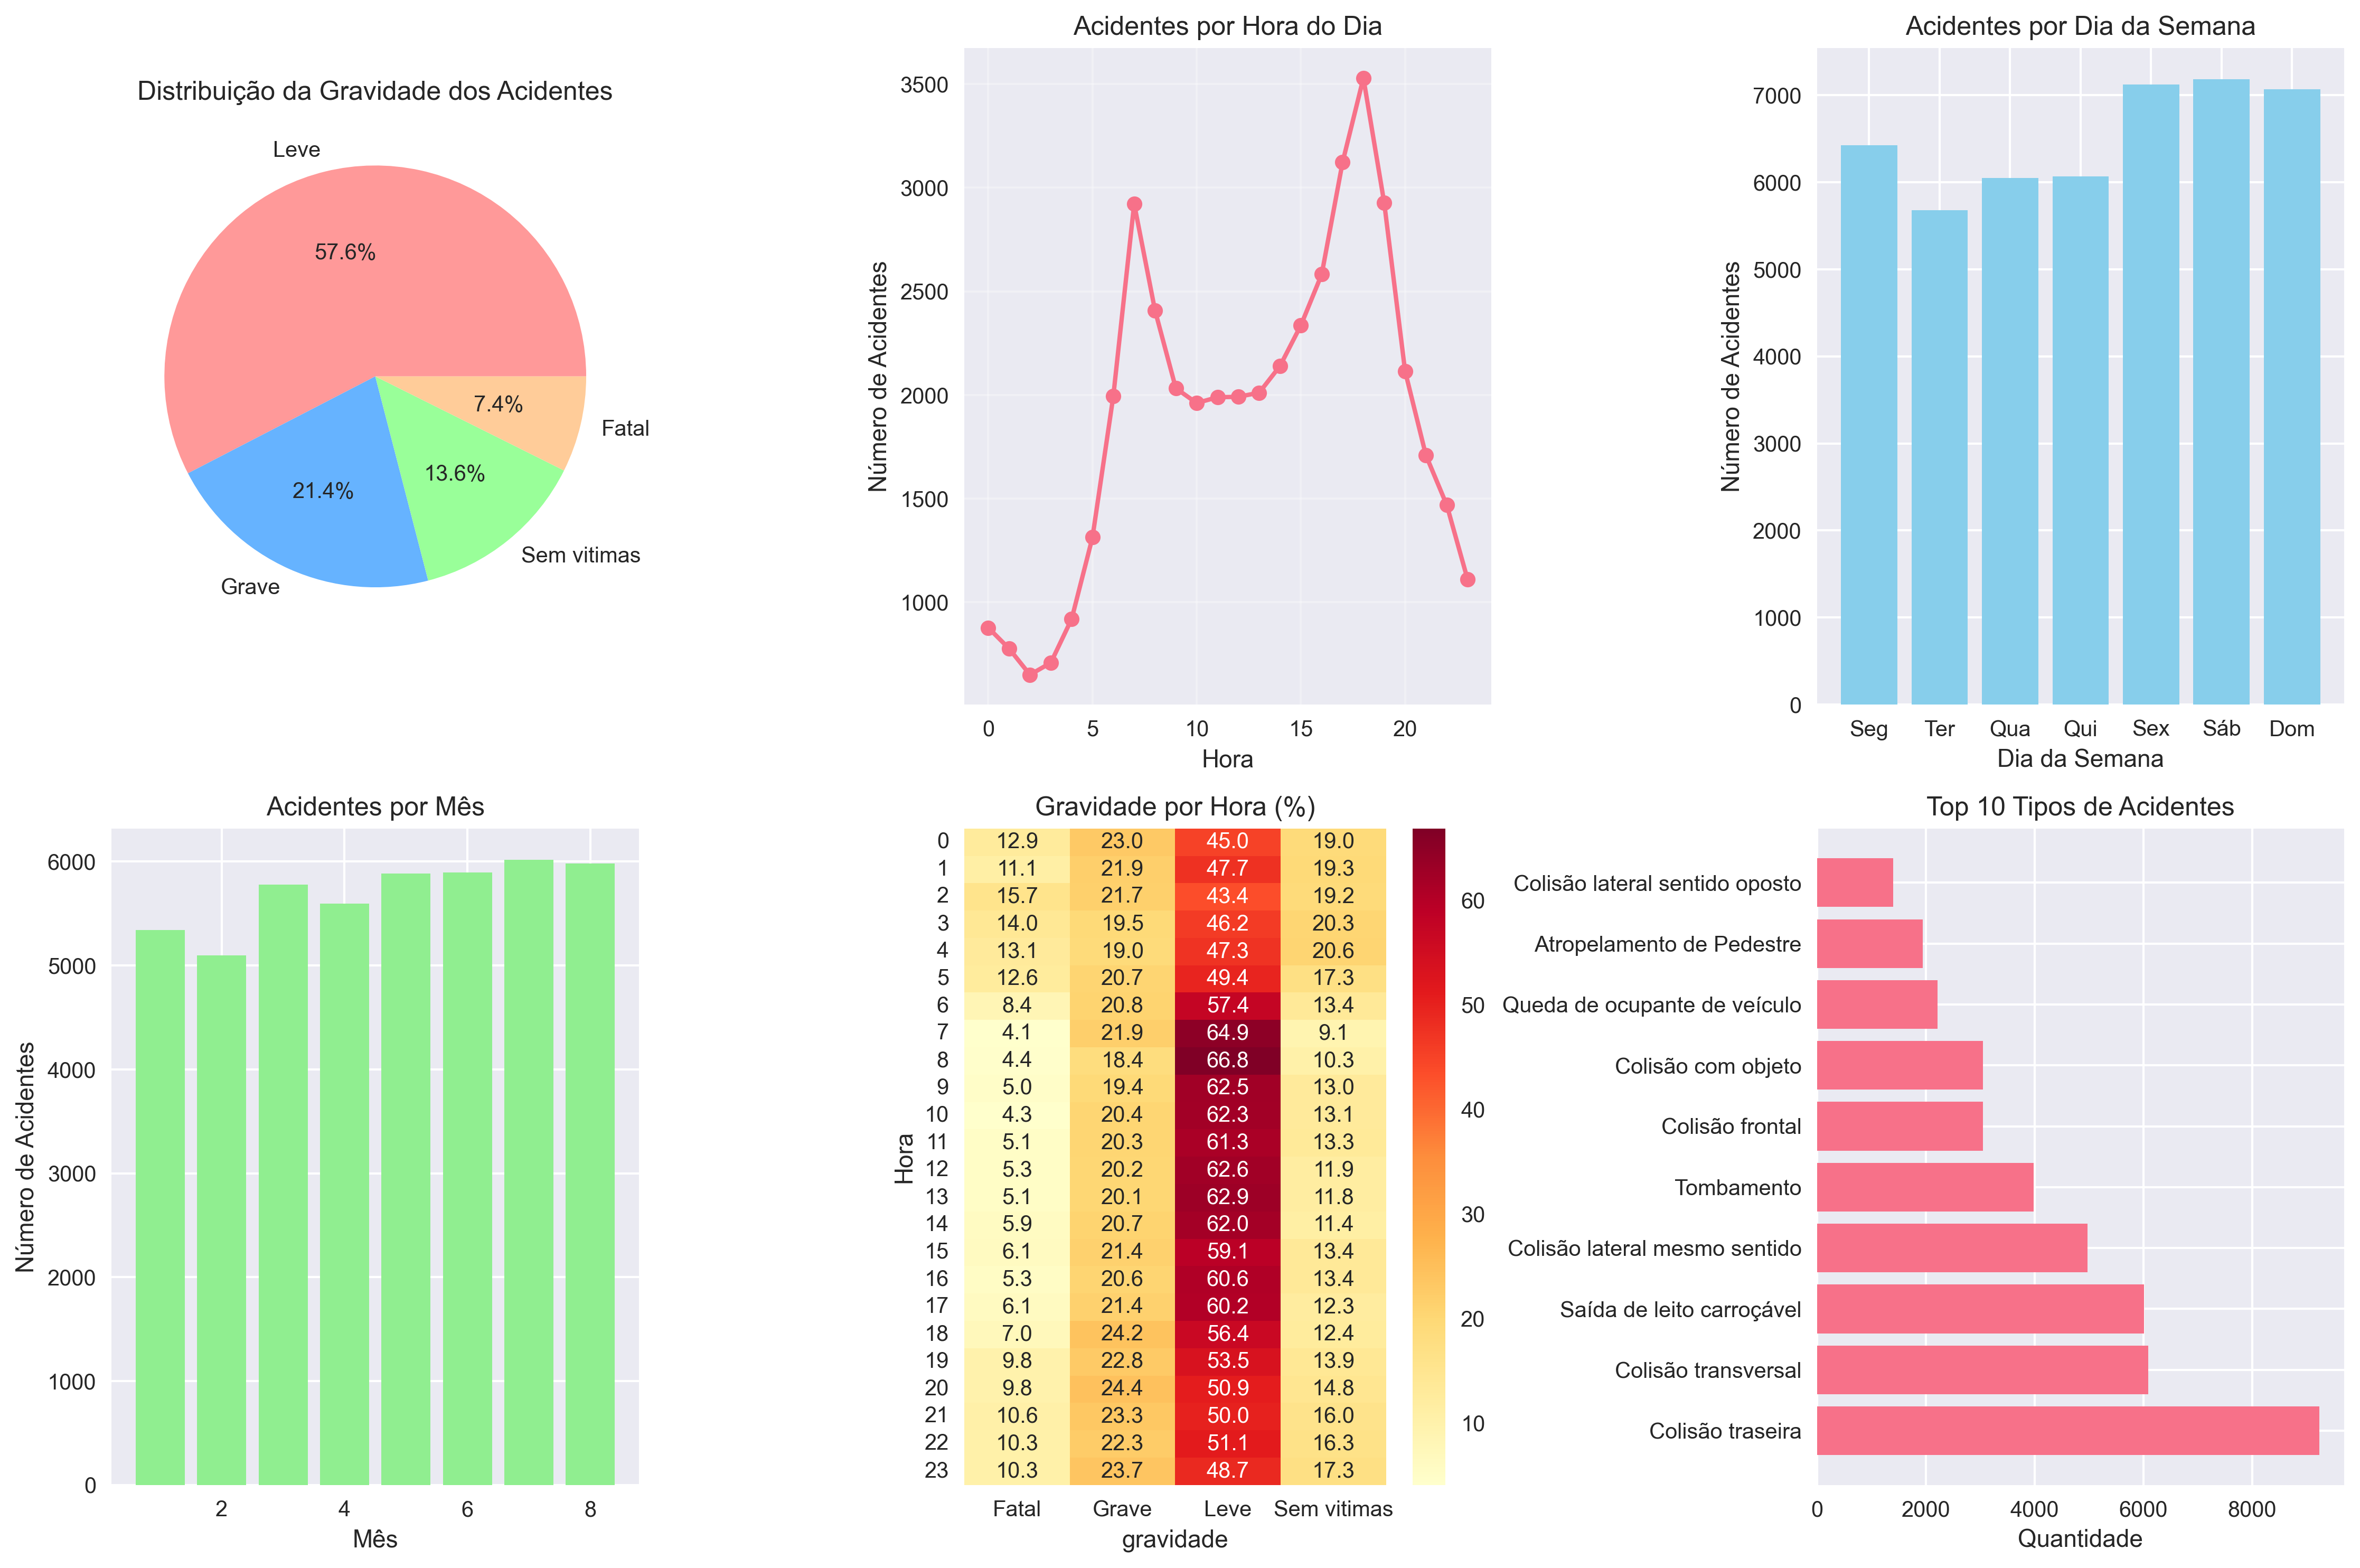 Distribuição da Gravidade dos Acidentes
Leve
57.6%
7.4%
Fatal
13.6%
21.4%
Sem vitimas
Grave
Acidentes por Hora do Dia
Número de Acidentes
3500
3000
2500
2000
1500
1000
0 5 10 15 20
Hora
Acidentes por Dia da Semana
Número de Acidentes
7000
6000
5000
4000
3000
2000
1000
0
Seg Ter Qua Qui Sex Sáb Dom
Dia da Semana
Acidentes por Mês
Número de Acidentes
6000
5000
4000
3000
2000
1000
0
2 4 6 8
Mês
Gravidade por Hora (%)
Hora
0 12.9 23.0 45.0 19.0
1 11.1 21.9 47.7 19.3
2 15.7 21.7 43.4 19.2
3 14.0 19.5 46.2 20.3
4 13.1 19.0 47.3 20.6
5 12.6 20.7 49.4 17.3
6 8.4 20.8 57.4 13.4
7 4.1 21.9 64.9 9.1
8 4.4 18.4 66.8 10.3
9 5.0 19.4 62.5 13.0
10 4.3 20.4 62.3 13.1
11 5.1 20.3 61.3 13.3
12 5.3 20.2 62.6 11.9
13 5.1 20.1 62.9 11.8
14 5.9 20.7 62.0 11.4
15 6.1 21.4 59.1 13.4
16 5.3 20.6 60.6 13.4
17 6.1 21.4 60.2 12.3
18 7.0 24.2 56.4 12.4
19 9.8 22.8 53.5 13.9
20 9.8 24.4 50.9 14.8
21 10.6 23.3 50.0 16.0
22 10.3 22.3 51.1 16.3
23 10.3 23.7 48.7 17.3
Fatal Grave Leve Sem vitimas
gravidade
60
50
40
30
20
10
Top 10 Tipos de Acidentes
Colisão lateral sentido oposto
Atropelamento de Pedestre
Queda de ocupante de veículo
Colisão com objeto
Colisão frontal
Tombamento
Colisão lateral mesmo sentido
Saída de leito carroçável
Colisão transversal
Colisão traseira
0 2000 4000 6000 8000
Quantidade